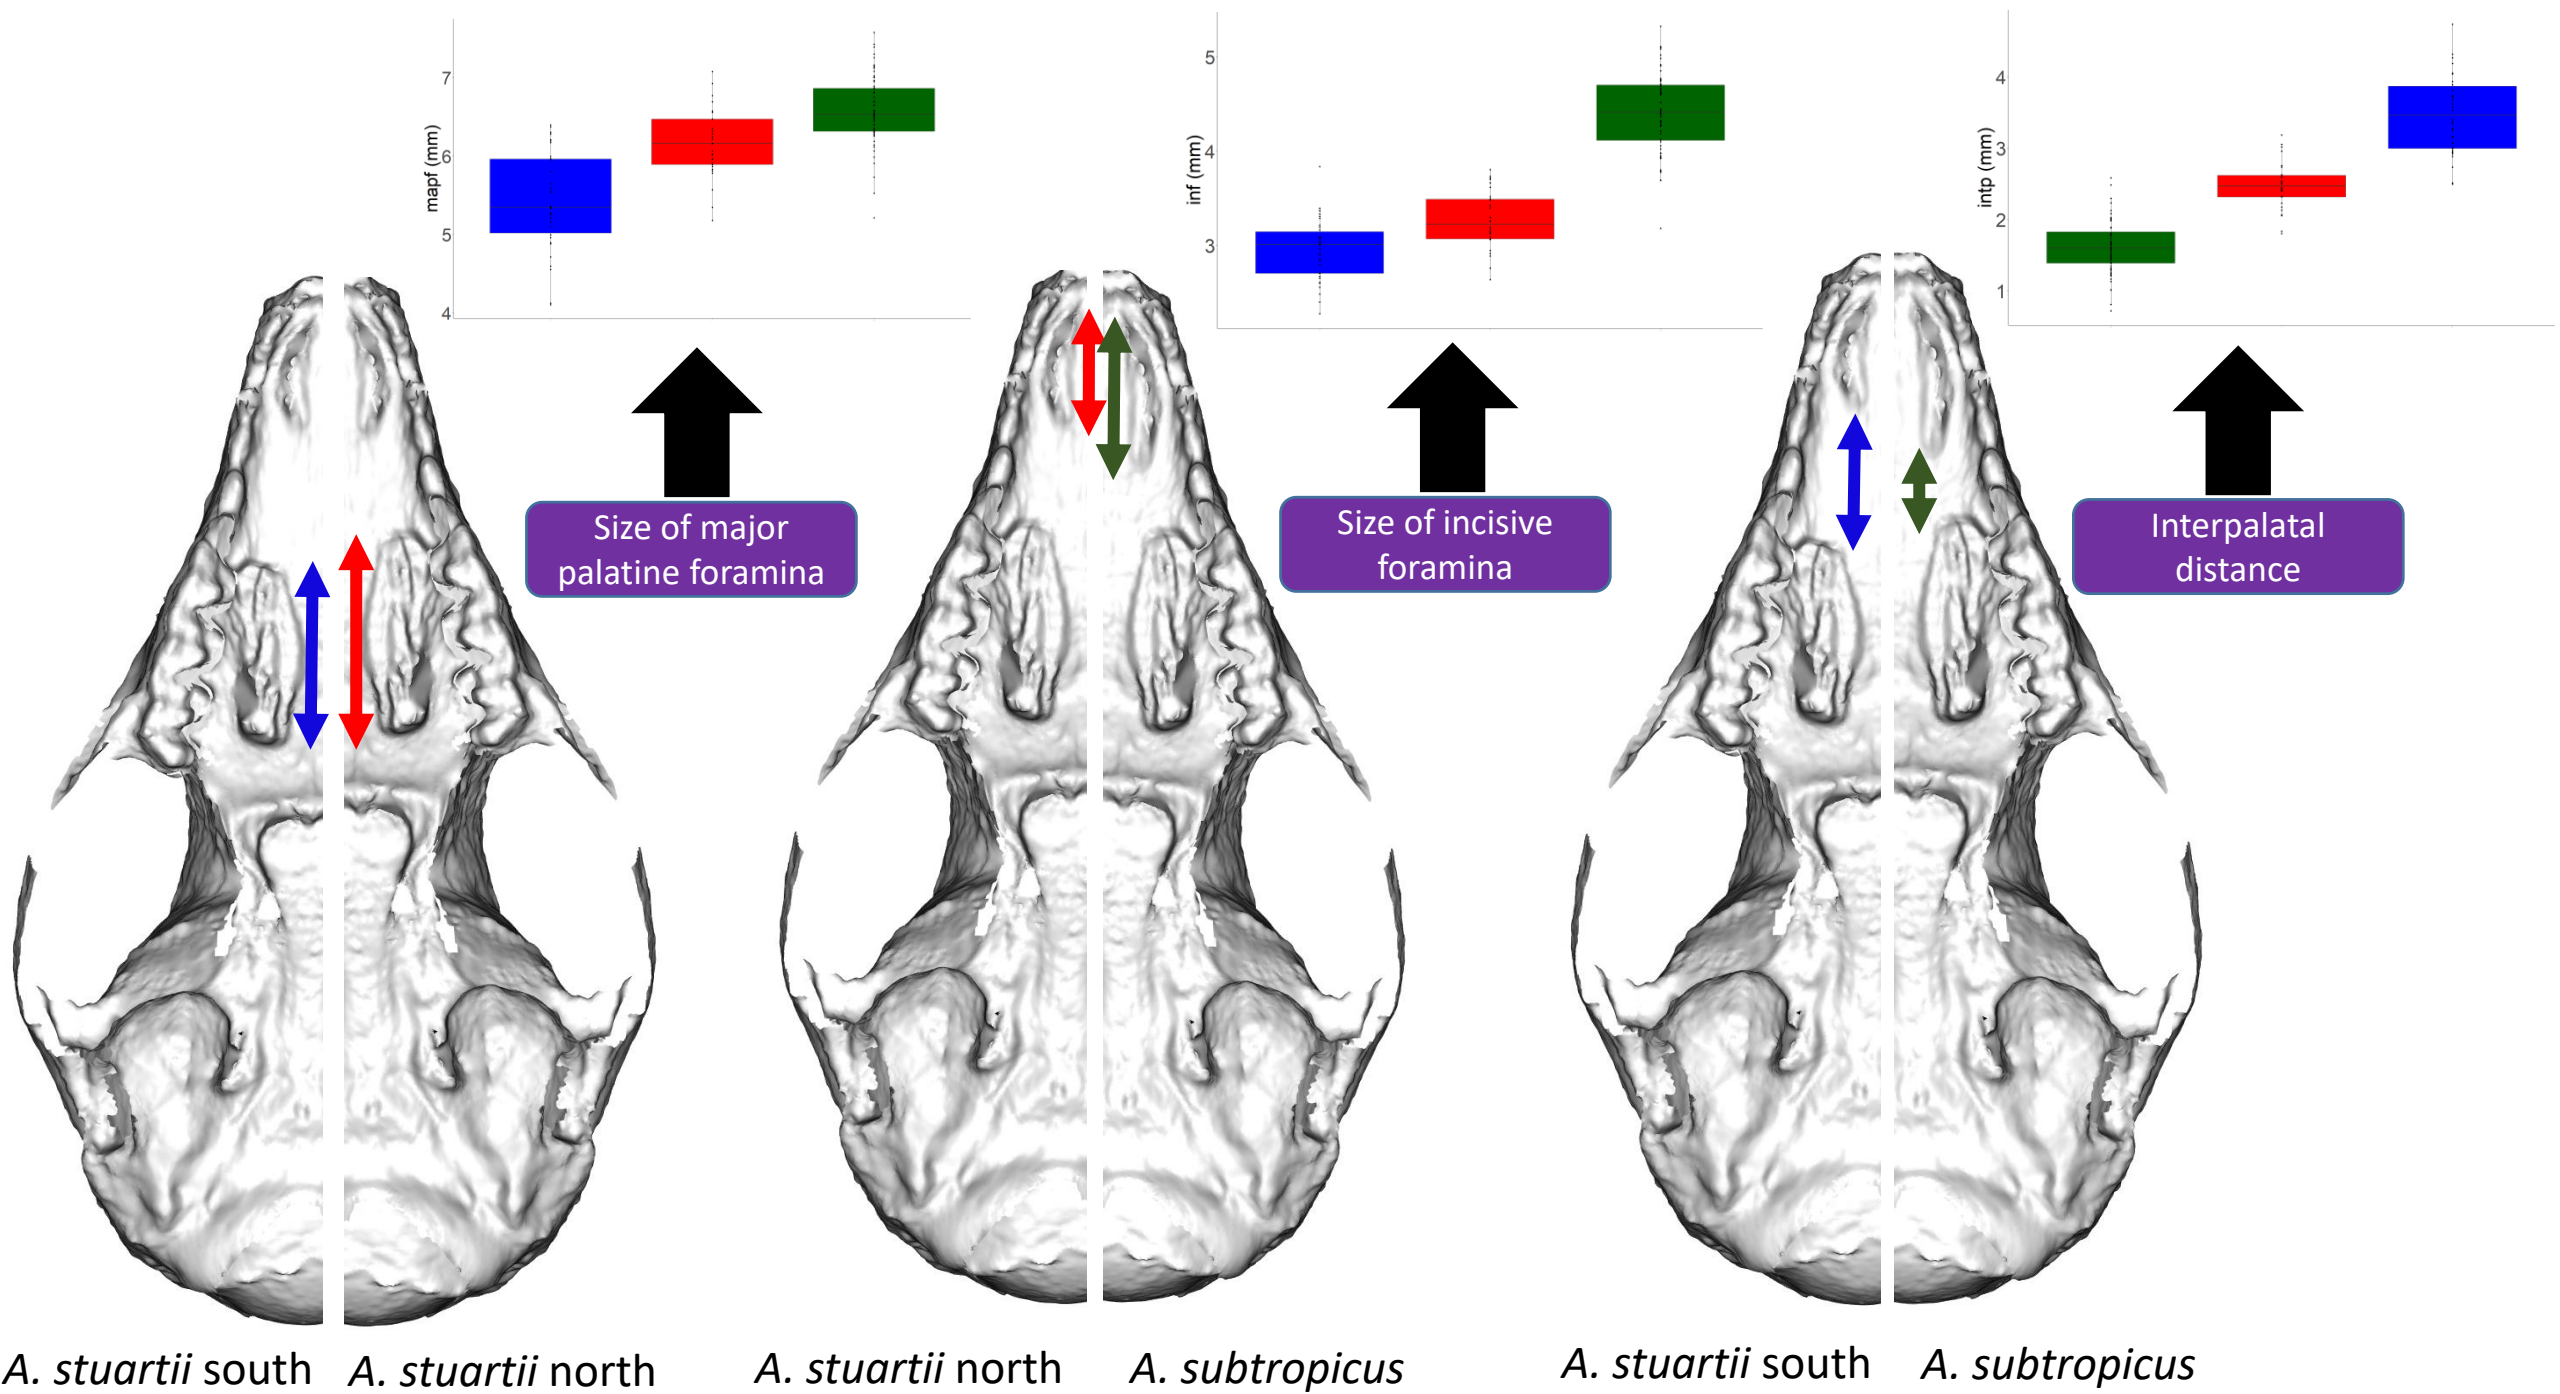 7
6
5
4
mapf (mm)
5
4
3
inf (mm)
4
3
2
1
intp (mm)
Size of major
palatine foramina
Size of incisive
foramina
Interpalatal
distance
A. stuartii south
A. stuartii north
A. stuartii north
A. subtropicus
A. stuartii south
A. subtropicus